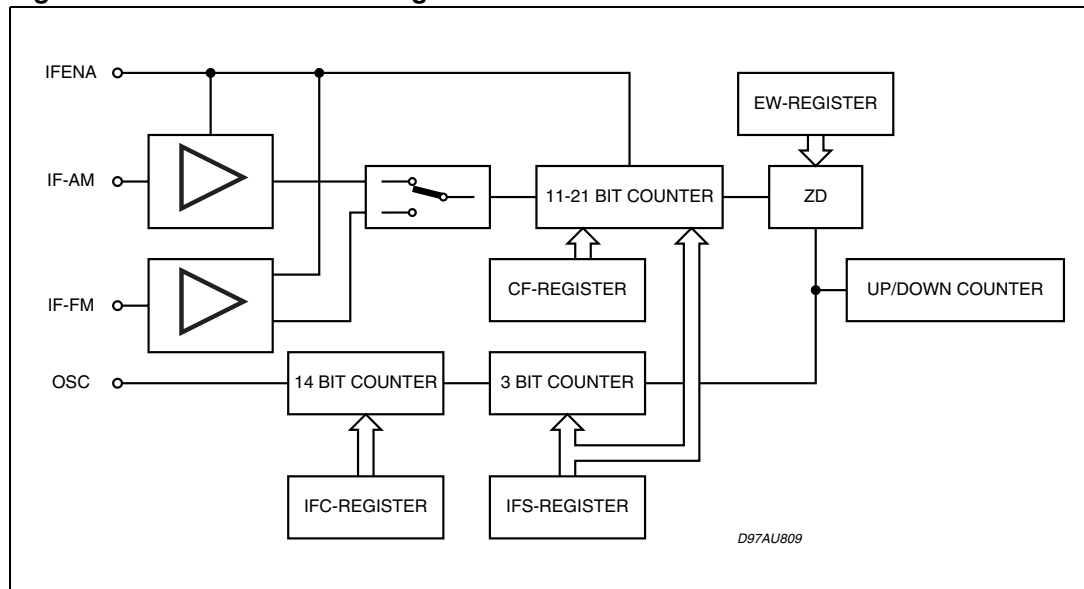 IFENA
EW-REGISTER
IF-AM
11-21 BIT COUNTER
ZD
CF-REGISTER
UP/DOWN COUNTER
IF-FM
OSC
14 BIT COUNTER
3 BIT COUNTER
IFC-REGISTER
IFS-REGISTER
D97AU809